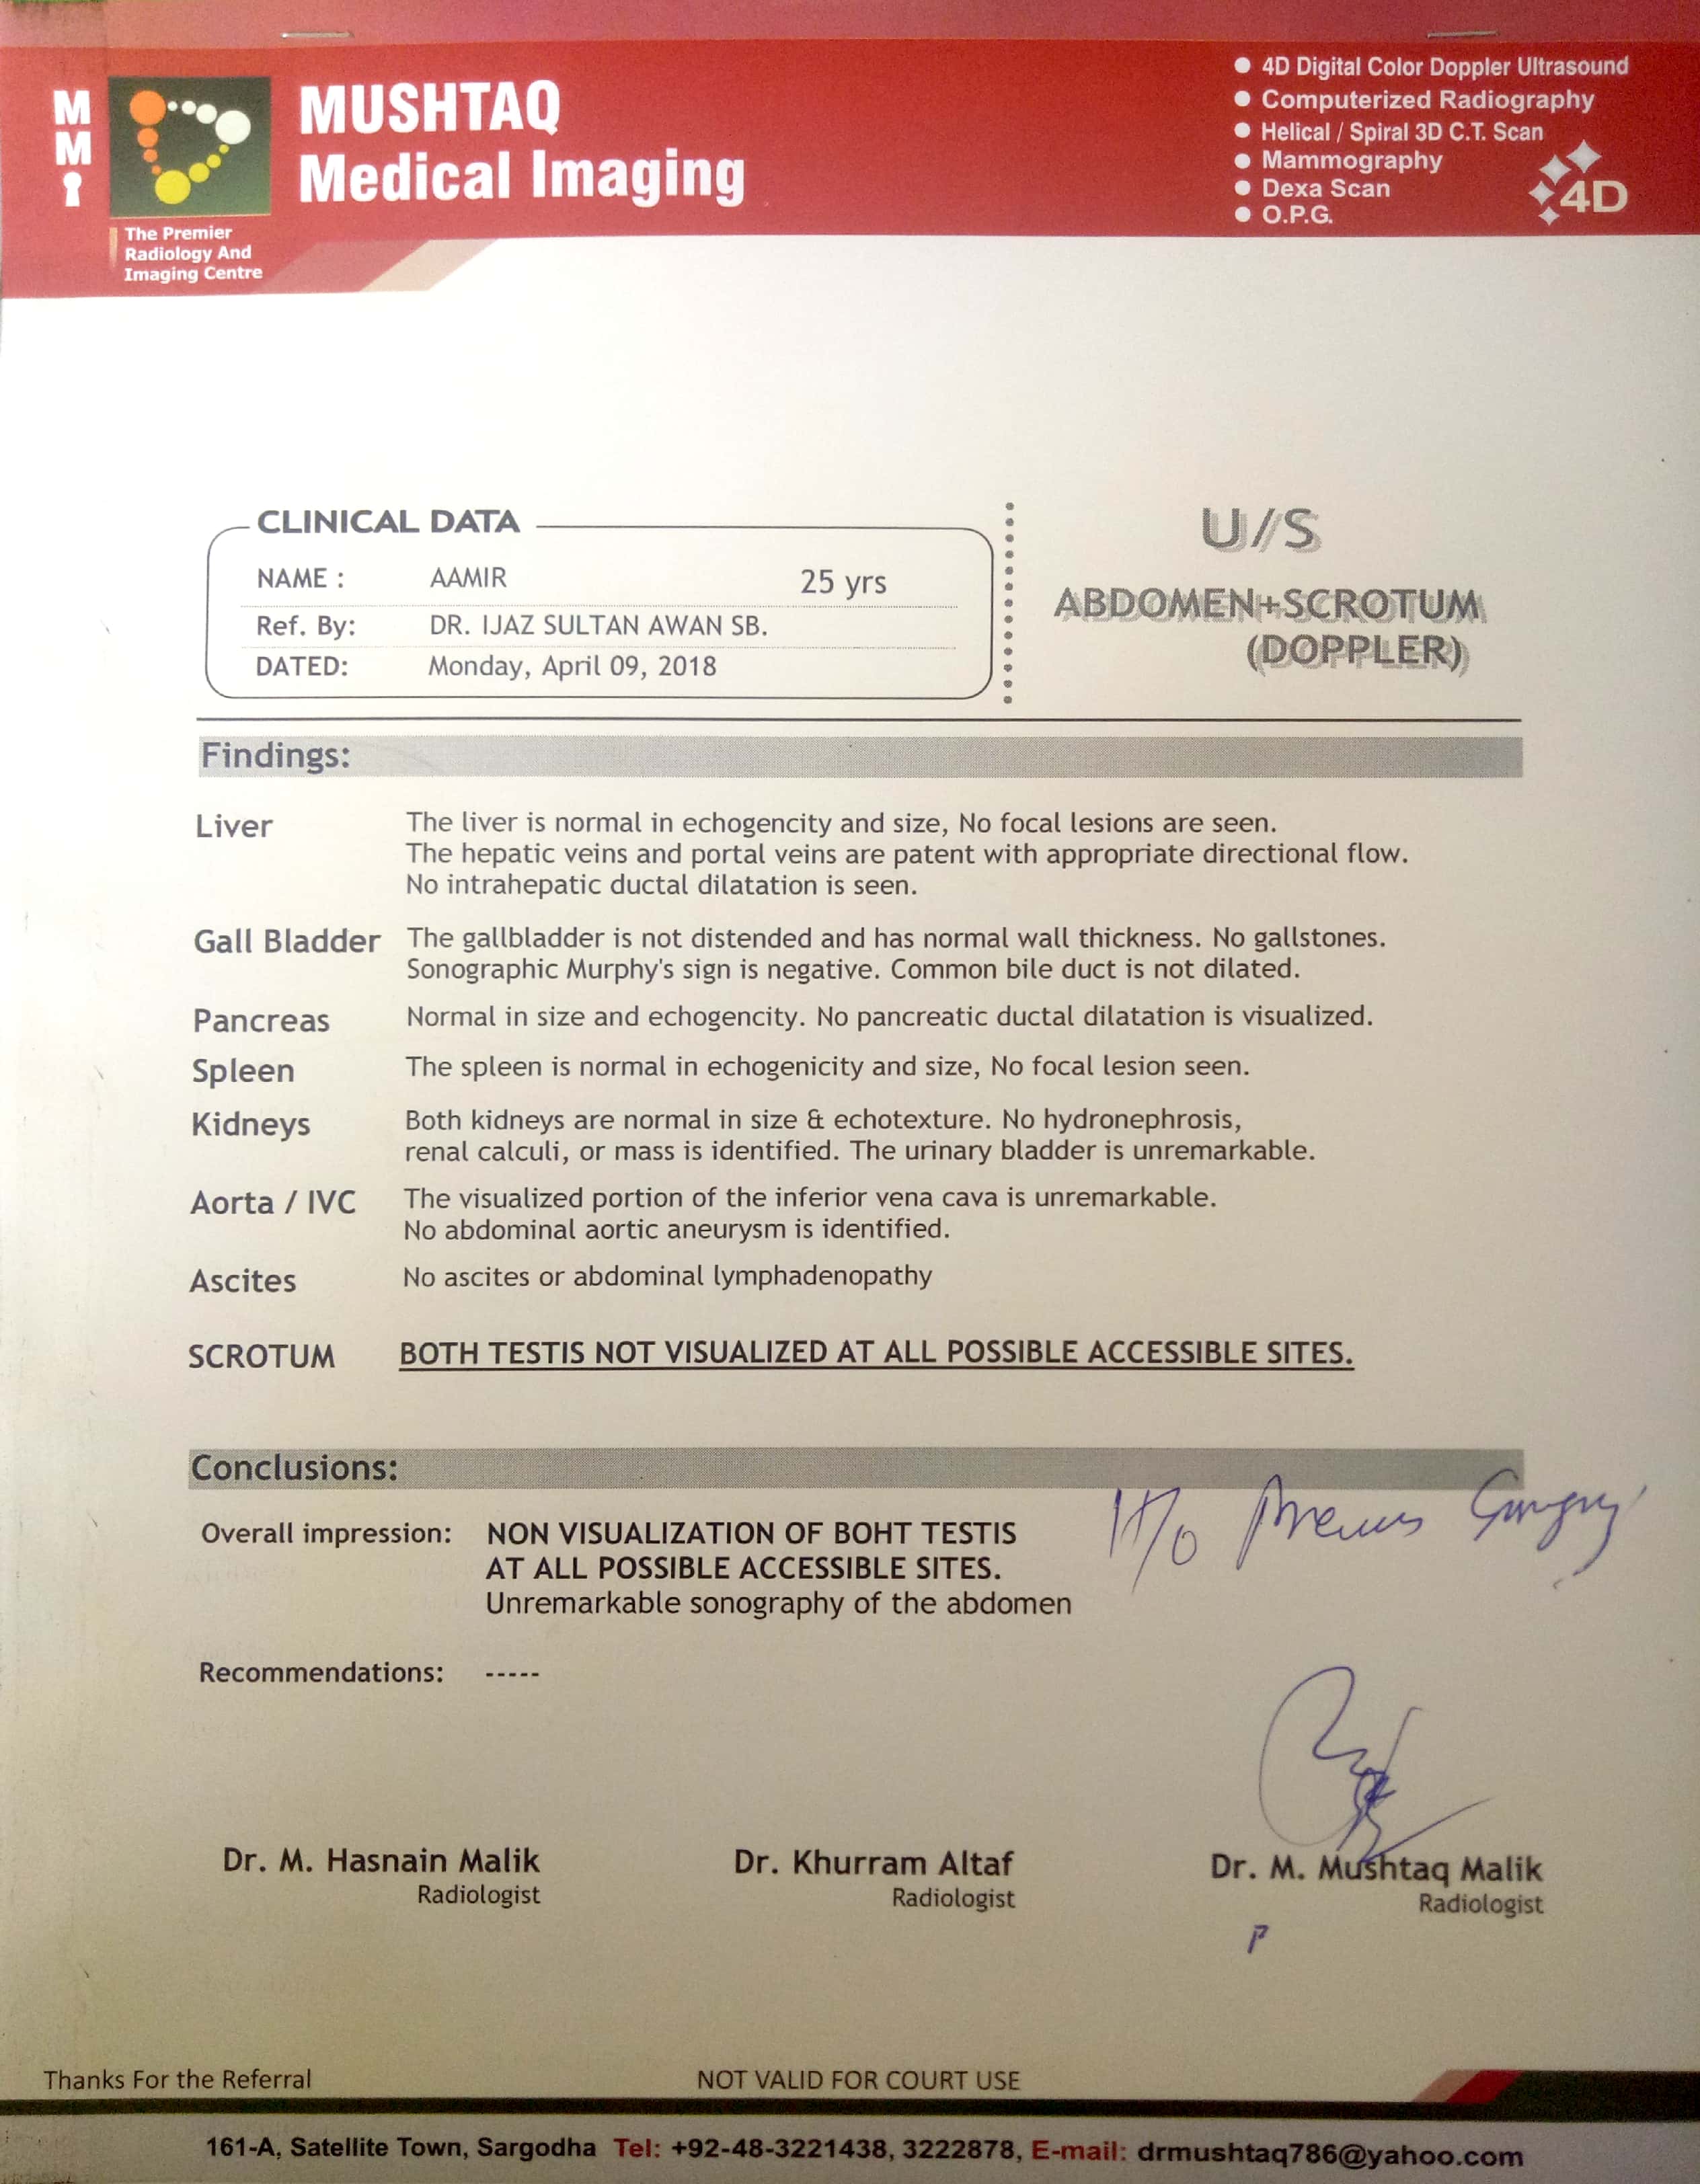 MMI
MUSHTAQ
Medical Imaging
The Premier
Radiology And
Imaging Centre
4D Digital Color Doppler Ultrasound
Computerized Radiography
Helical / Spiral 3D C.T. Scan
Mammography
Dexa Scan
O.P.G.
4D
CLINICAL DATA
NAME : AAMIR 25 yrs
Ref. By: DR. IJAZ SULTAN AWAN SB.
DATED: Monday, April 09, 2018
U/S
ABDOMEN+SCROTUM
(DOPPLER)
Findings:
Liver The liver is normal in echogencity and size, No focal lesions are seen.
The hepatic veins and portal veins are patent with appropriate directional flow.
No intrahepatic ductal dilatation is seen.
Gall Bladder The gallbladder is not distended and has normal wall thickness. No gallstones.
Sonographic Murphy's sign is negative. Common bile duct is not dilated.
Pancreas Normal in size and echogencity. No pancreatic ductal dilatation is visualized.
Spleen The spleen is normal in echogenicity and size, No focal lesion seen.
Kidneys Both kidneys are normal in size & echotexture. No hydronephrosis,
renal calculi, or mass is identified. The urinary bladder is unremarkable.
Aorta / IVC The visualized portion of the inferior vena cava is unremarkable.
No abdominal aortic aneurysm is identified.
Ascites No ascites or abdominal lymphadenopathy
SCROTUM BOTH TESTIS NOT VISUALIZED AT ALL POSSIBLE ACCESSIBLE SITES.
Conclusions:
H/O
Overall impression: NON VISUALIZATION OF BOHT TESTIS
AT ALL POSSIBLE ACCESSIBLE SITES.
Unremarkable sonography of the abdomen
Recommendations: -----
Dr. M. Hasnain Malik
Radiologist
Dr. Khurram Altaf
Radiologist
Dr. M. Mushtaq Malik
Radiologist
P
Thanks For the Referral
NOT VALID FOR COURT USE
161-A, Satellite Town, Sargodha Tel: +92-48-3221438, 3222878, E-mail: drmushtaq786@yahoo.com